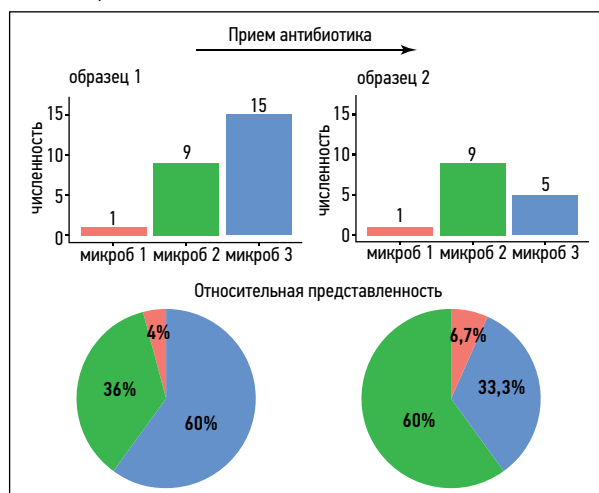 Прием антибиотика
образец 1
образец 2
численность
15
10
5
0
1
9
15
микроб 1 микроб 2 микроб 3
численность
15
10
5
0
1
9
5
микроб 1 микроб 2 микроб 3
Относительная представленность
4%
36%
60%
6,7%
33,3%
60%